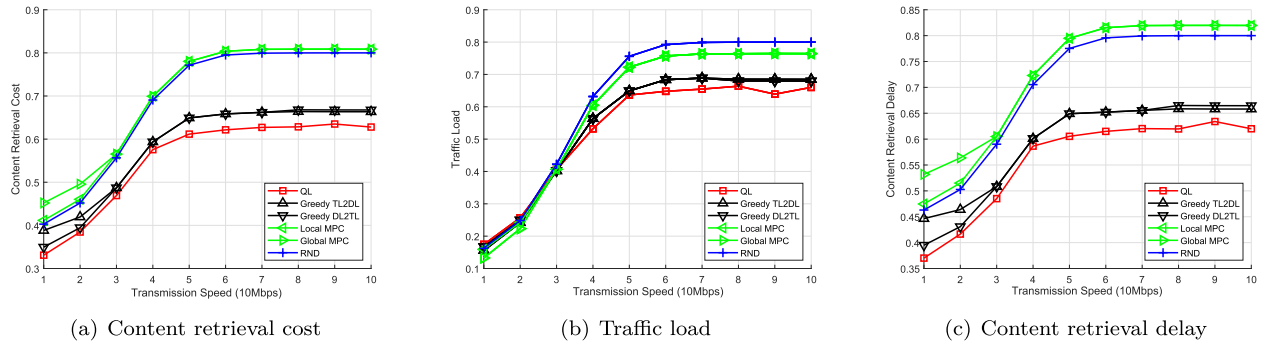 0.9
0.8
0.7
0.6
0.5
0.4
0.3
Content Retrieval Cost
QL
Greedy TL2DL
Greedy DL2TL
Local MPC
Global MPC
RND
1 2 3 4 5 6 7 8 9 10
Transmission Speed (10Mbps)
(a) Content retrieval cost
0.9
0.8
0.7
0.6
0.5
0.4
0.3
0.2
0.1
Traffic Load
QL
Greedy TL2DL
Greedy DL2TL
Local MPC
Global MPC
RND
1 2 3 4 5 6 7 8 9 10
Transmission Speed (10Mbps)
(b) Traffic load
0.85
0.8
0.75
0.7
0.65
0.6
0.55
0.5
0.45
0.4
0.35
Content Retrieval Delay
QL
Greedy TL2DL
Greedy DL2TL
Local MPC
Global MPC
RND
1 2 3 4 5 6 7 8 9 10
Transmission Speed (10Mbps)
(c) Content retrieval delay